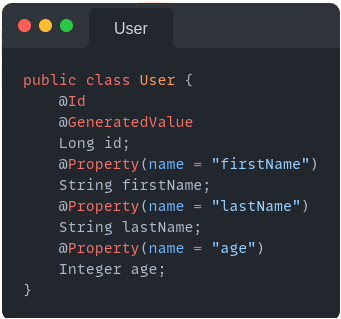 User
public class User {
    @Id
    @GeneratedValue
    Long id;
    @Property(name = "firstName")
    String firstName;
    @Property(name = "lastName")
    String lastName;
    @Property(name = "age")
    Integer age;
}